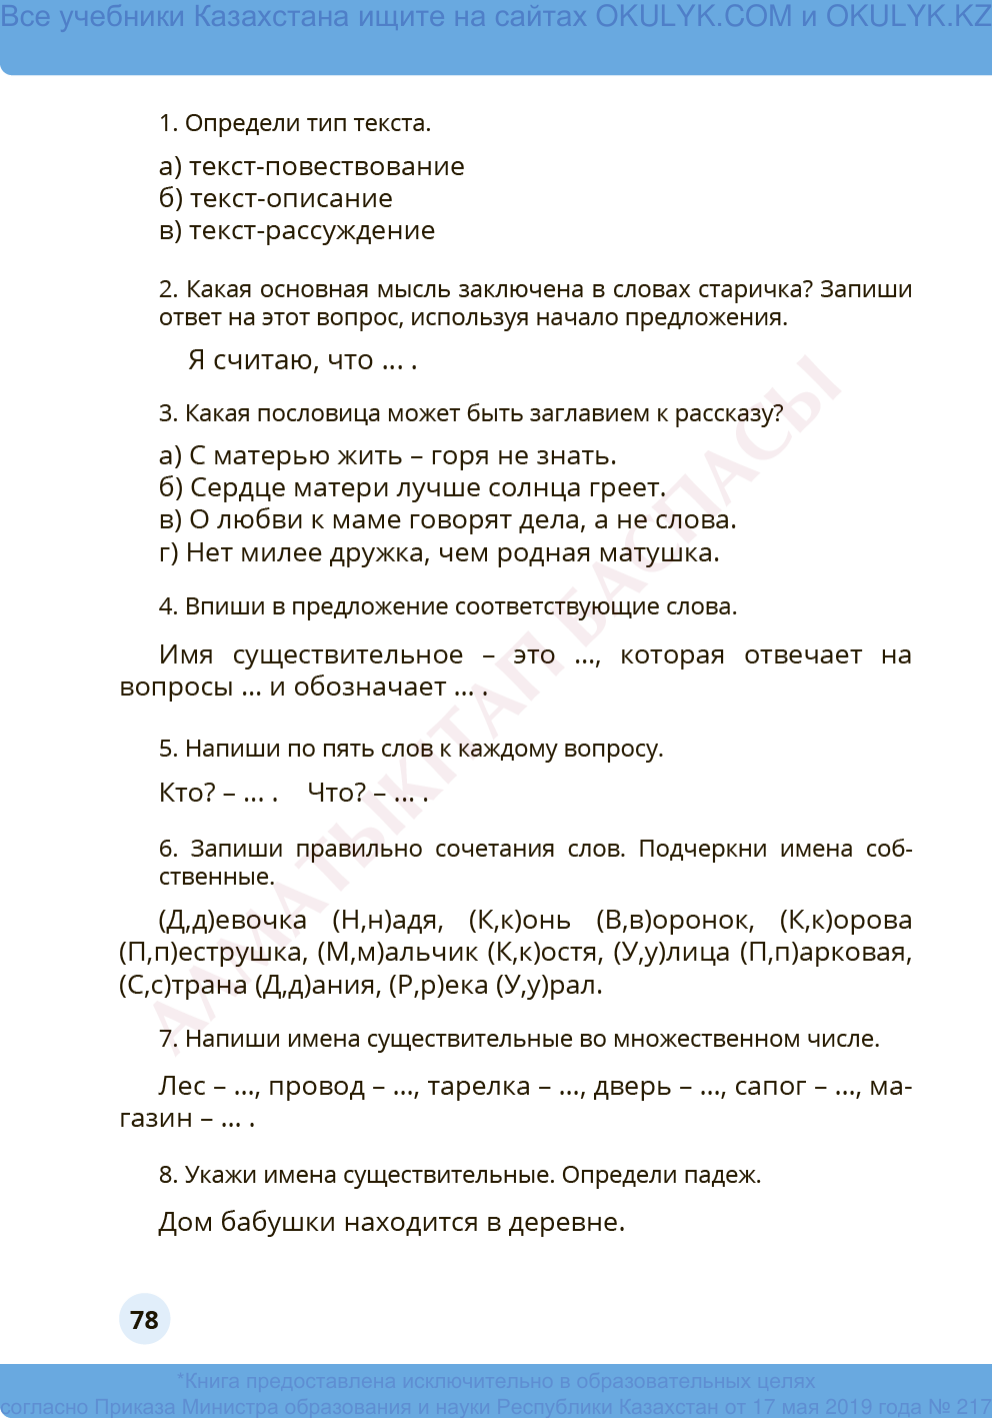 Все учебники Казахстана ищите на сайтах OKULYK.COM и OKULYK.KZ
1. Определи тип текста.
а) текст-повествование
б) текст-описание
в) текст-рассуждение
2. Какая основная мысль заключена в словах старичка? Запиши
ответ на этот вопрос, используя начало предложения.
Я считаю, что ... .
3. Какая пословица может быть заглавием к рассказу?
а) С матерью жить – горя не знать.
б) Сердце матери лучше солнца греет.
в) О любви к маме говорят дела, а не слова.
г) Нет милее дружка, чем родная матушка.
4. Впиши в предложение соответствующие слова.
Имя существительное – это ..., которая отвечает на
вопросы ... и обозначает ... .
5. Напиши по пять слов к каждому вопросу.
Кто? – ... . Что? – ... .
6. Запиши правильно сочетания слов. Подчеркни имена соб-
ственные.
(Д,д)евочка (Н,н)адя, (К,к)онь (В,в)оронок, (К,к)орова
(П,п)еструшка, (М,м)альчик (К,к)остя, (У,у)лица (П,п)арковая,
(С,с)трана (Д,д)ания, (Р,р)ека (У,у)рал.
7. Напиши имена существительные во множественном числе.
Лес – ..., провод – ..., тарелка – ..., дверь – ..., сапог – ..., ма-
газин – ... .
8. Укажи имена существительные. Определи падеж.
Дом бабушки находится в деревне.
78
АЛМАТЫКІТАП БАСПАСЫ
*Книга предоставлена исключительно в образовательных целях
согласно Приказа Министра образования и науки Республики Казахстан от 17 мая 2019 года № 217